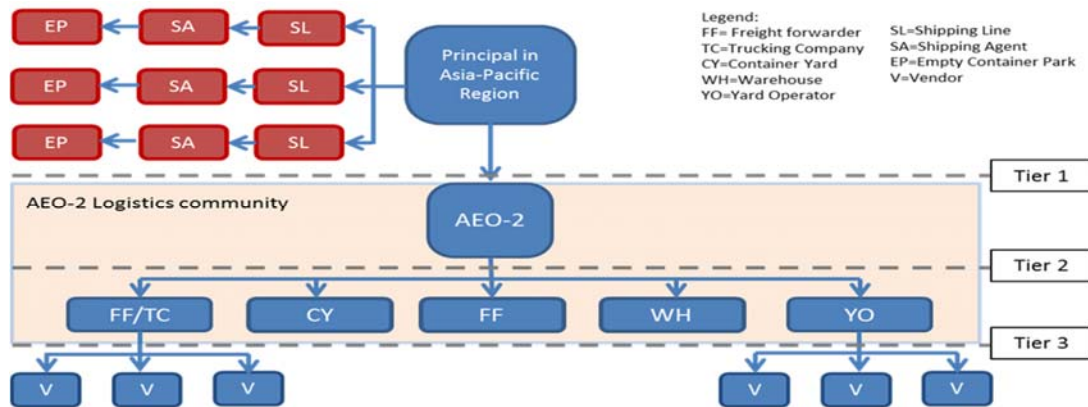 EP SA SL
Principal in
Asia-Pacific
Region
EP SA SL
EP SA SL
Legend:
FF= Freight forwarder
TC=Trucking Company
CY=Container Yard
WH=Warehouse
YO=Yard Operator
SL=Shipping Line
SA=Shipping Agent
EP=Empty Container Park
V=Vendor
Tier 1
AEO-2 Logistics community
AEO-2
Tier 2
FF/TC CY FF WH YO
Tier 3
V V V V V V